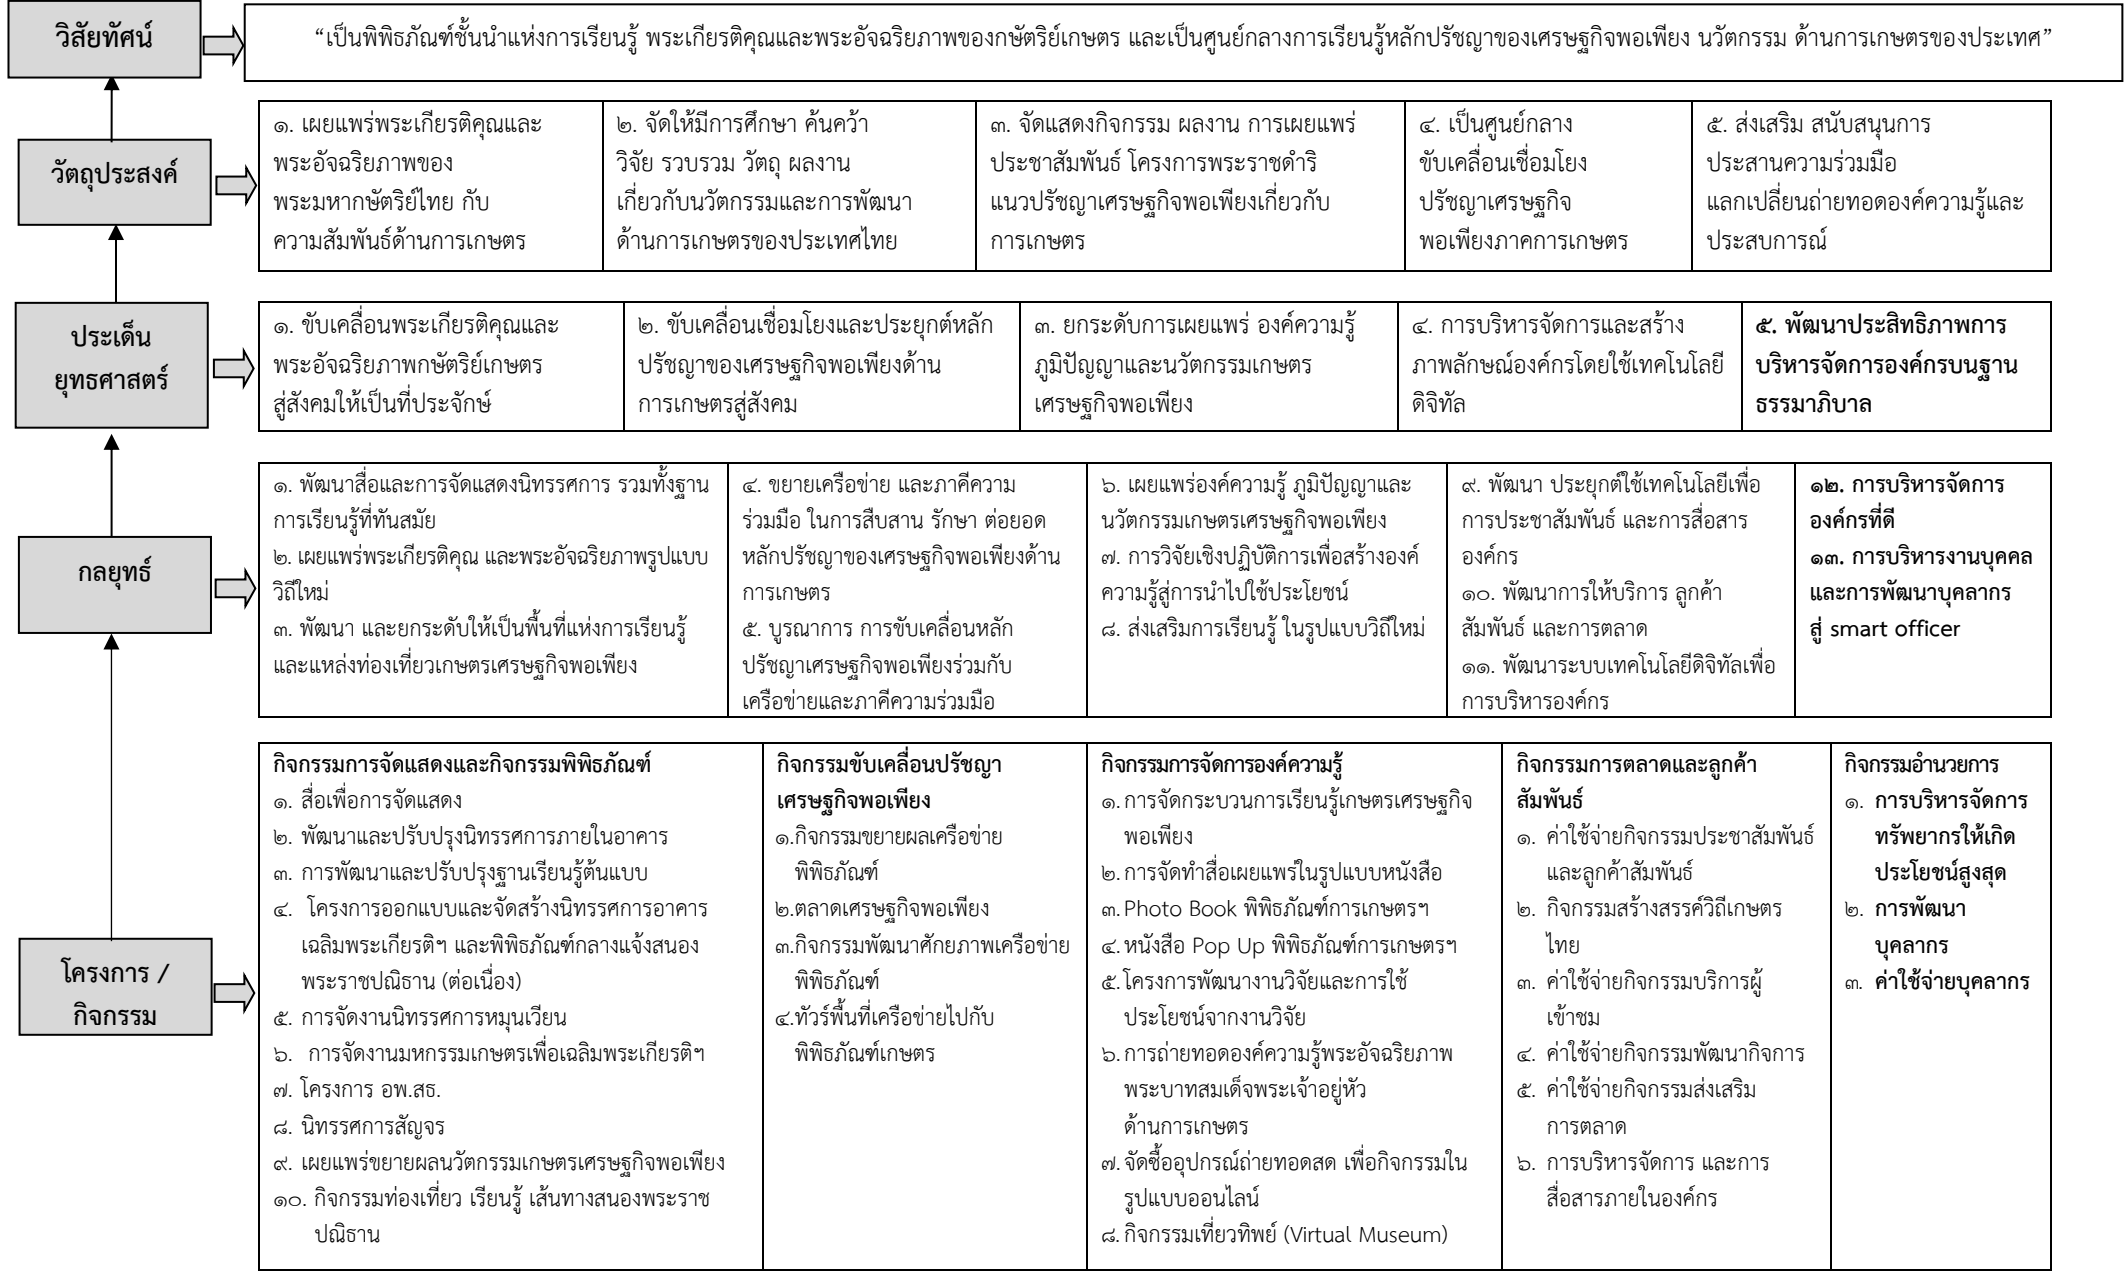 วิสัยทัศน์
“เป็นพิพิธภัณฑ์ชั้นนำแห่งการเรียนรู้ พระเกียรติคุณและพระอัจฉริยภาพของกษัตริย์เกษตร และเป็นศูนย์กลางการเรียนรู้หลักปรัชญาของเศรษฐกิจพอเพียง นวัตกรรม ด้านการเกษตรของประเทศ”
วัตถุประสงค์
๑. เผยแพร่พระเกียรติคุณและ
พระอัจฉริยภาพของ
พระมหากษัตริย์ไทย กับ
ความสัมพันธ์ด้านการเกษตร
๒. จัดให้มีการศึกษา ค้นคว้า
วิจัย รวบรวม วัตถุ ผลงาน
เกี่ยวกับนวัตกรรมและการพัฒนา
ด้านการเกษตรของประเทศไทย
๓. จัดแสดงกิจกรรม ผลงาน การเผยแพร่
ประชาสัมพันธ์ โครงการพระราชดำริ
แนวปรัชญาเศรษฐกิจพอเพียงเกี่ยวกับ
การเกษตร
๔. เป็นศูนย์กลาง
ขับเคลื่อนเชื่อมโยง
ปรัชญาเศรษฐกิจ
พอเพียงภาคการเกษตร
๕. ส่งเสริม สนับสนุนการ
ประสานความร่วมมือ
แลกเปลี่ยนถ่ายทอดองค์ความรู้และ
ประสบการณ์
ประเด็น
ยุทธศาสตร์
๑. ขับเคลื่อนพระเกียรติคุณและ
พระอัจฉริยภาพกษัตริย์เกษตร
สู่สังคมให้เป็นที่ประจักษ์
๒. ขับเคลื่อนเชื่อมโยงและประยุกต์หลัก
ปรัชญาของเศรษฐกิจพอเพียงด้าน
การเกษตรสู่สังคม
๓. ยกระดับการเผยแพร่ องค์ความรู้
ภูมิปัญญาและนวัตกรรมเกษตร
เศรษฐกิจพอเพียง
๔. การบริหารจัดการและสร้าง
ภาพลักษณ์องค์กรโดยใช้เทคโนโลยี
ดิจิทัล
๕. พัฒนาประสิทธิภาพการ
บริหารจัดการองค์กรบนฐาน
ธรรมาภิบาล
กลยุทธ์
๑. พัฒนาสื่อและการจัดแสดงนิทรรศการ รวมทั้งฐาน
การเรียนรู้ที่ทันสมัย
๒. เผยแพร่พระเกียรติคุณ และพระอัจฉริยภาพรูปแบบ
วิถีใหม่
๓. พัฒนา และยกระดับให้เป็นพื้นที่แห่งการเรียนรู้
และแหล่งท่องเที่ยวเกษตรเศรษฐกิจพอเพียง
๔. ขยายเครือข่าย และภาคีความ
ร่วมมือ ในการสืบสาน รักษา ต่อยอด
หลักปรัชญาของเศรษฐกิจพอเพียงด้าน
การเกษตร
๕. บูรณาการ การขับเคลื่อนหลัก
ปรัชญาเศรษฐกิจพอเพียงร่วมกับ
เครือข่ายและภาคีความร่วมมือ
๖. เผยแพร่องค์ความรู้ ภูมิปัญญาและ
นวัตกรรมเกษตรเศรษฐกิจพอเพียง
๗. การวิจัยเชิงปฏิบัติการเพื่อสร้างองค์
ความรู้สู่การนำไปใช้ประโยชน์
๘. ส่งเสริมการเรียนรู้ ในรูปแบบวิถีใหม่
๙. พัฒนา ประยุกต์ใช้เทคโนโลยีเพื่อ
การประชาสัมพันธ์ และการสื่อสาร
องค์กร
๑๐. พัฒนาการให้บริการ ลูกค้า
สัมพันธ์ และการตลาด
๑๑. พัฒนาระบบเทคโนโลยีดิจิทัลเพื่อ
การบริหารองค์กร
๑๒. การบริหารจัดการ
องค์กรที่ดี
๑๓. การบริหารงานบุคคล
และการพัฒนาบุคลากร
สู่ smart officer
โครงการ /
กิจกรรม
กิจกรรมการจัดแสดงและกิจกรรมพิพิธภัณฑ์
๑. สื่อเพื่อการจัดแสดง
๒. พัฒนาและปรับปรุงนิทรรศการภายในอาคาร
๓. การพัฒนาและปรับปรุงฐานเรียนรู้ต้นแบบ
๔. โครงการออกแบบและจัดสร้างนิทรรศการอาคาร
เฉลิมพระเกียรติฯ และพิพิธภัณฑ์กลางแจ้งสนอง
พระราชปณิธาน (ต่อเนื่อง)
๕. การจัดงานนิทรรศการหมุนเวียน
๖. การจัดงานมหกรรมเกษตรเพื่อเฉลิมพระเกียรติฯ
๗. โครงการ อพ.สธ.
๘. นิทรรศการสัญจร
๙. เผยแพร่ขยายผลนวัตกรรมเกษตรเศรษฐกิจพอเพียง
๑๐. กิจกรรมท่องเที่ยว เรียนรู้ เส้นทางสนองพระราช
ปณิธาน
กิจกรรมขับเคลื่อนปรัชญา
เศรษฐกิจพอเพียง
๑.กิจกรรมขยายผลเครือข่าย
พิพิธภัณฑ์
๒.ตลาดเศรษฐกิจพอเพียง
๓.กิจกรรมพัฒนาศักยภาพเครือข่าย
พิพิธภัณฑ์
๔.ทัวร์พื้นที่เครือข่ายไปกับ
พิพิธภัณฑ์เกษตร
กิจกรรมการจัดการองค์ความรู้
๑. การจัดกระบวนการเรียนรู้เกษตรเศรษฐกิจ
พอเพียง
๒. การจัดทำสื่อเผยแพร่ในรูปแบบหนังสือ
๓. Photo Book พิพิธภัณฑ์การเกษตรฯ
๔. หนังสือ Pop Up พิพิธภัณฑ์การเกษตรฯ
๕. โครงการพัฒนางานวิจัยและการใช้
ประโยชน์จากงานวิจัย
๖. การถ่ายทอดองค์ความรู้พระอัจฉริยภาพ
พระบาทสมเด็จพระเจ้าอยู่หัว
ด้านการเกษตร
๗. จัดซื้ออุปกรณ์ถ่ายทอดสด เพื่อกิจกรรมใน
รูปแบบออนไลน์
๘. กิจกรรมเที่ยวทิพย์ (Virtual Museum)
กิจกรรมการตลาดและลูกค้า
สัมพันธ์
๑. ค่าใช้จ่ายกิจกรรมประชาสัมพันธ์
และลูกค้าสัมพันธ์
๒. กิจกรรมสร้างสรรค์วิถีเกษตร
ไทย
๓. ค่าใช้จ่ายกิจกรรมบริการผู้
เข้าชม
๔. ค่าใช้จ่ายกิจกรรมพัฒนากิจการ
๕. ค่าใช้จ่ายกิจกรรมส่งเสริม
การตลาด
๖. การบริหารจัดการ และการ
สื่อสารภายในองค์กร
กิจกรรมอำนวยการ
๑. การบริหารจัดการ
ทรัพยากรให้เกิด
ประโยชน์สูงสุด
๒. การพัฒนา
บุคลากร
๓. ค่าใช้จ่ายบุคลากร